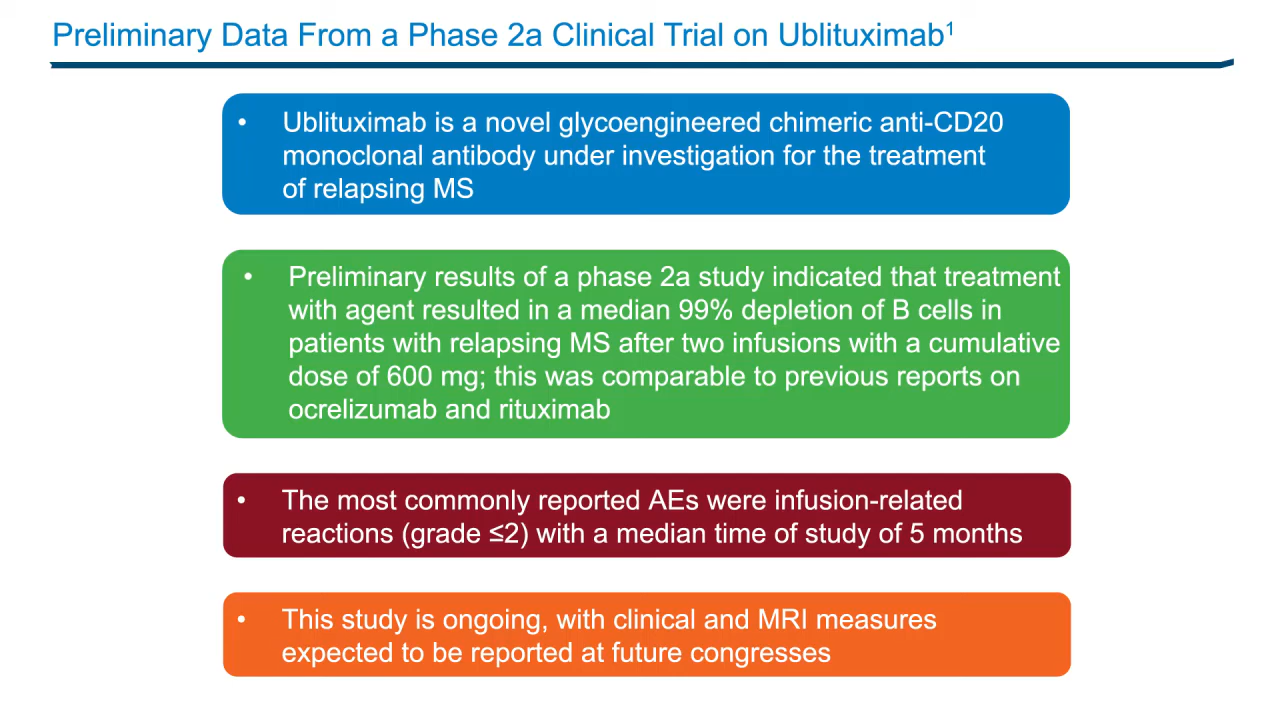 Preliminary Data From a Phase 2a Clinical Trial on Ublituximab¹
• Ublituximab is a novel glycoengineered chimeric anti-CD20
monoclonal antibody under investigation for the treatment
of relapsing MS
• Preliminary results of a phase 2a study indicated that treatment
with agent resulted in a median 99% depletion of B cells in
patients with relapsing MS after two infusions with a cumulative
dose of 600 mg; this was comparable to previous reports on
ocrelizumab and rituximab
• The most commonly reported AEs were infusion-related
reactions (grade ≤2) with a median time of study of 5 months
• This study is ongoing, with clinical and MRI measures
expected to be reported at future congresses